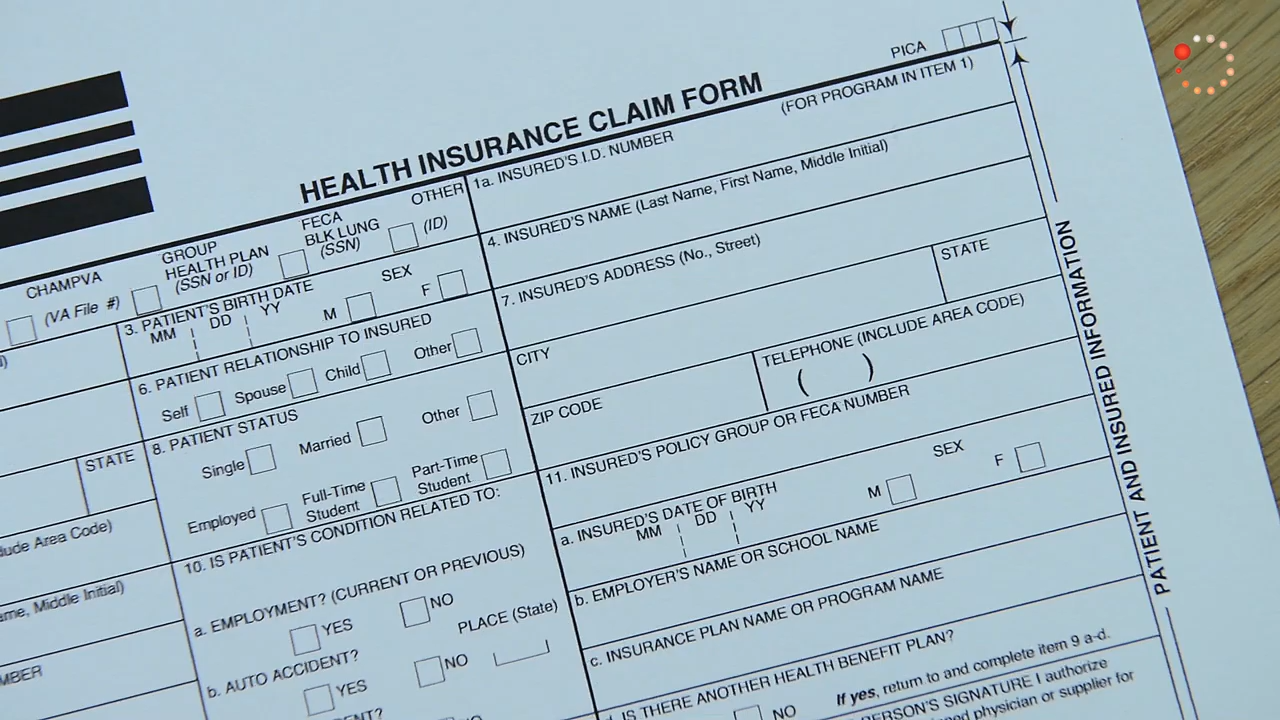 PICA
HEALTH INSURANCE CLAIM FORM
(FOR PROGRAM IN ITEM 1)
1a. INSURED'S I.D. NUMBER
CHAMPVA
(VA File #)
GROUP
HEALTH PLAN
(SSN or ID)
FECA
BLK LUNG
(SSN)
OTHER
(ID)
4. INSURED'S NAME (Last Name, First Name, Middle Initial)
3. PATIENT'S BIRTH DATE
MM DD YY
SEX
M F
7. INSURED'S ADDRESS (No., Street)
6. PATIENT RELATIONSHIP TO INSURED
Self Spouse Child Other
CITY
STATE
STATE
8. PATIENT STATUS
Single Married Other
Employed
Full-Time
Student
Part-Time
Student
ZIP CODE
TELEPHONE (INCLUDE AREA CODE)
( )
Area Code)
11. INSURED'S POLICY GROUP OR FECA NUMBER
10. IS PATIENT'S CONDITION RELATED TO:
Middle Initial)
a. INSURED'S DATE OF BIRTH
MM DD YY
SEX
M F
a. EMPLOYMENT? (CURRENT OR PREVIOUS)
YES NO
b. EMPLOYER'S NAME OR SCHOOL NAME
b. AUTO ACCIDENT?
PLACE (State)
YES NO
c. INSURANCE PLAN NAME OR PROGRAM NAME
IS THERE ANOTHER HEALTH BENEFIT PLAN?
NO If yes, return to and complete item 9 a-d.
PERSON'S SIGNATURE I authorize
physician or supplier for
PATIENT AND INSURED INFORMATION